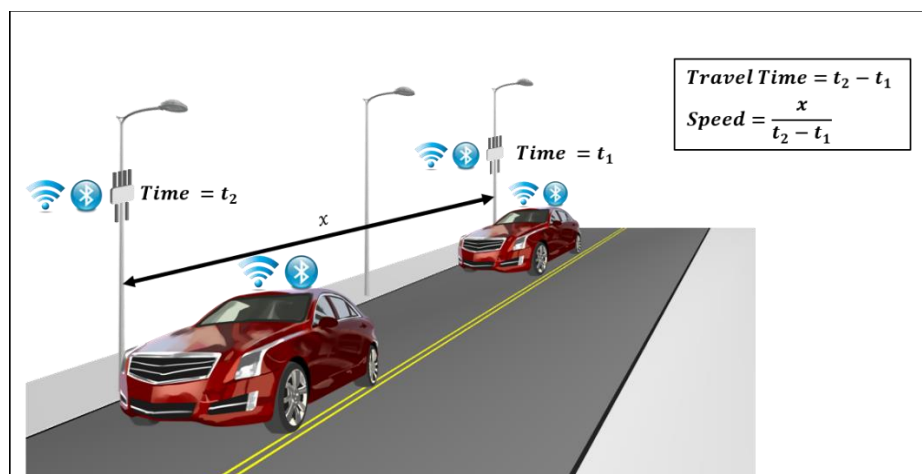 Travel Time = t₂ − t₁
Speed = x / (t₂ − t₁)
Time = t₁
Time = t₂
x